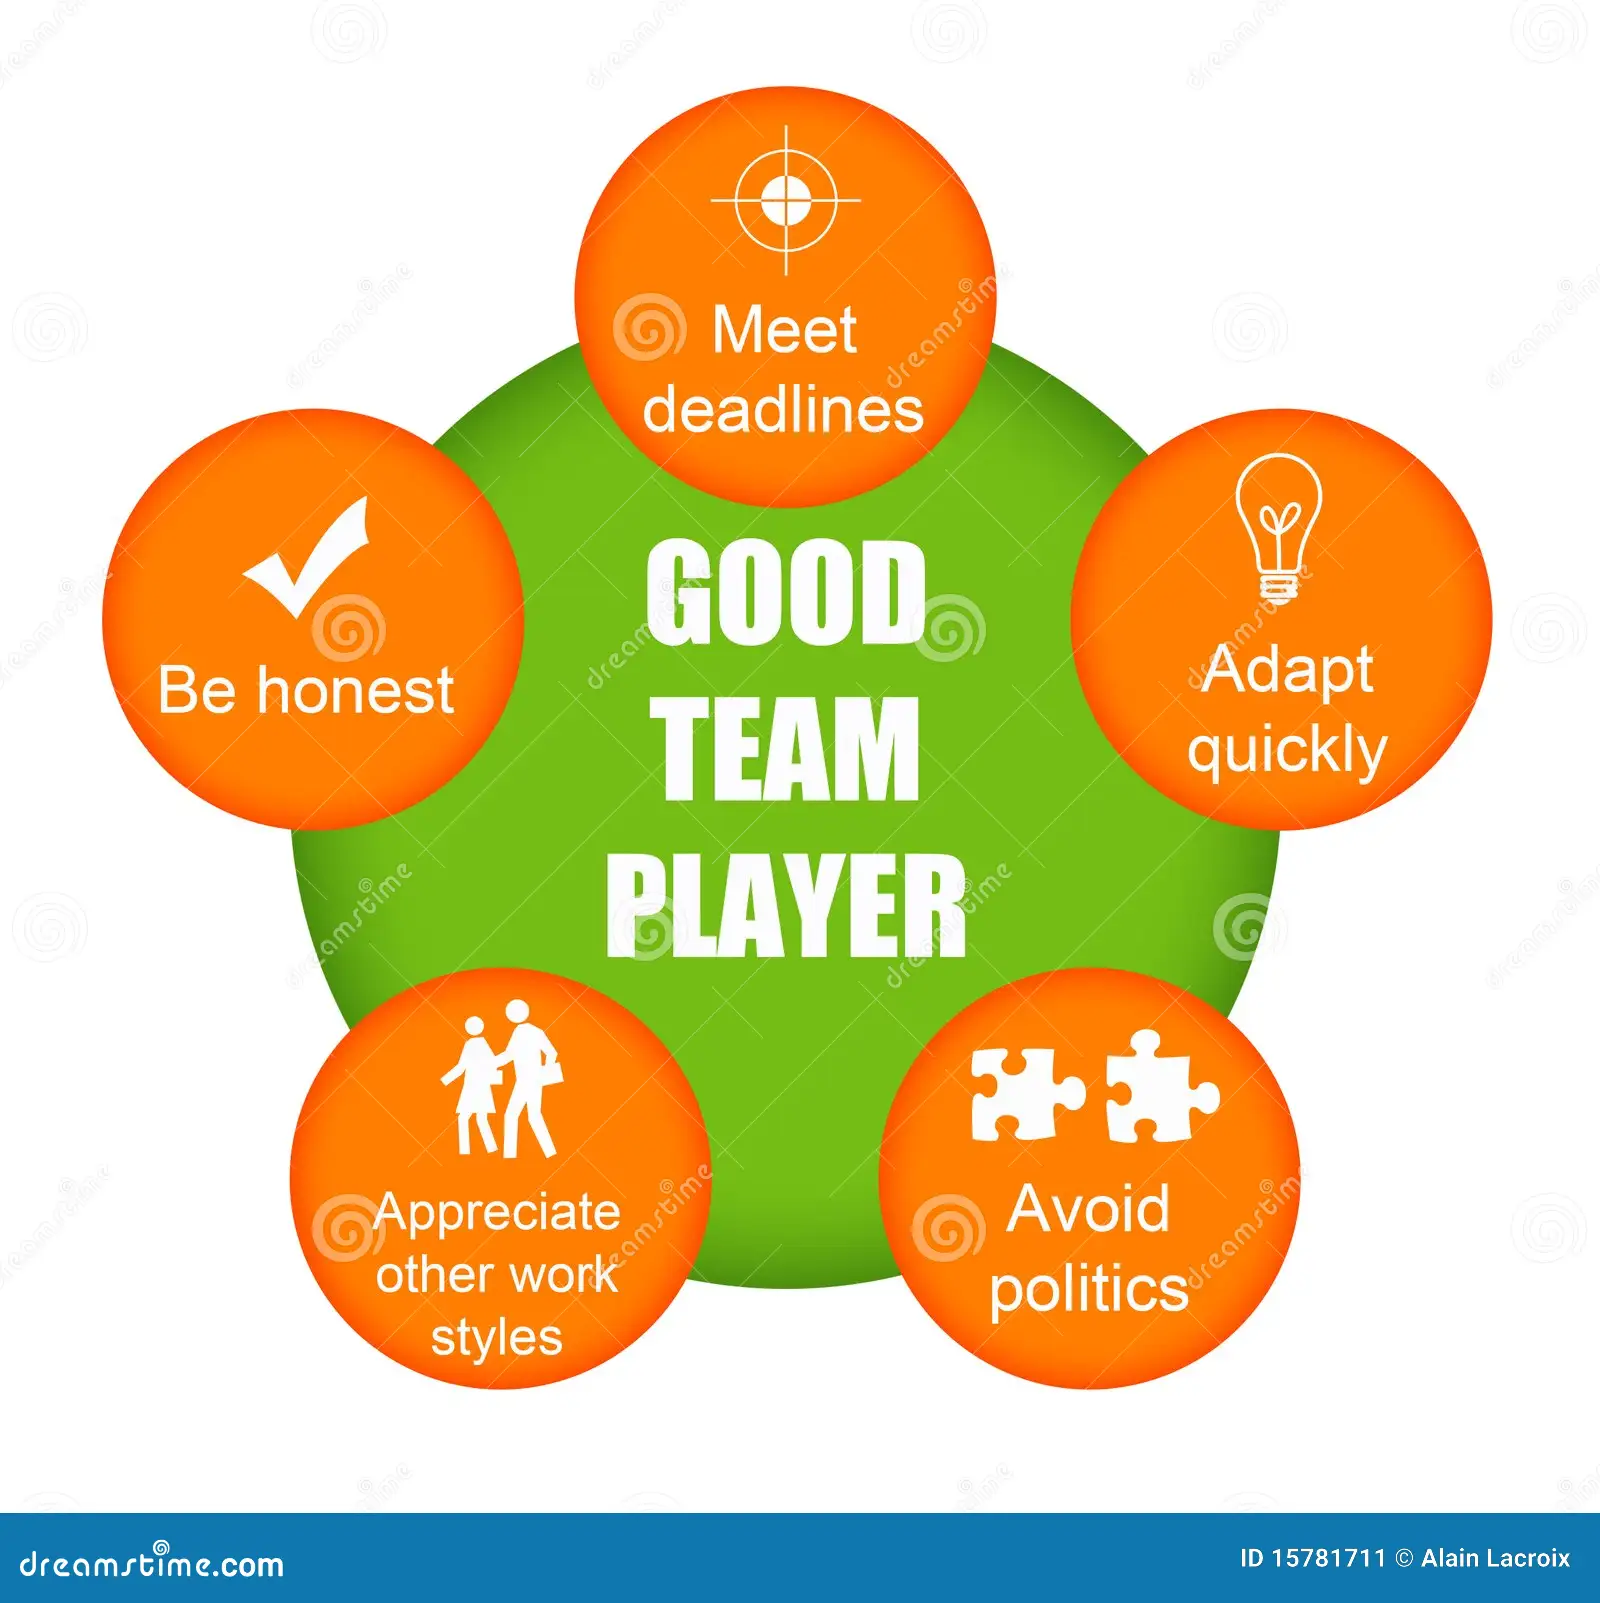 Meet
deadlines
Adapt
quickly
Be honest
GOOD
TEAM
PLAYER
Appreciate
other work
styles
Avoid
politics
dreamstime.com
ID 15781711 © Alain Lacroix